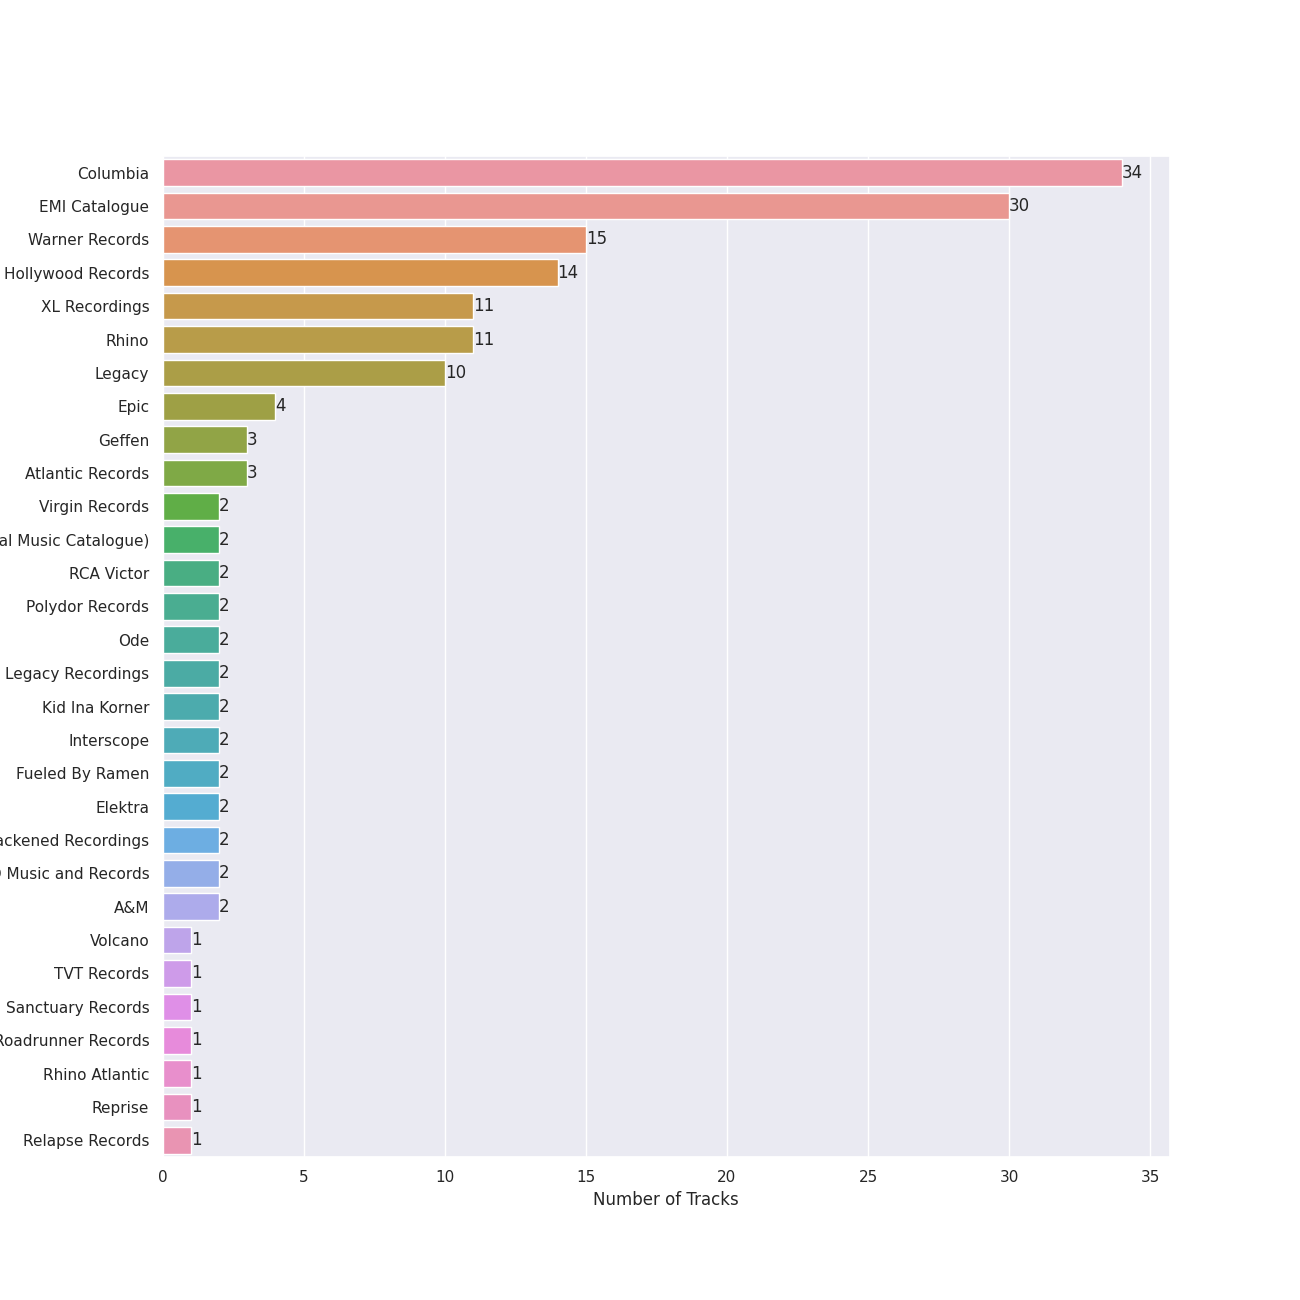 Columbia 34
EMI Catalogue 30
Warner Records 15
Hollywood Records 14
XL Recordings 11
Rhino 11
Legacy 10
Epic 4
Geffen 3
Atlantic Records 3
Virgin Records 2
Music Catalogue) 2
RCA Victor 2
Polydor Records 2
Ode 2
Legacy Recordings 2
Kid Ina Korner 2
Interscope 2
Fueled By Ramen 2
Elektra 2
Recordings 2
Music and Records 2
A&M 2
Volcano 1
TVT Records 1
Sanctuary Records 1
Roadrunner Records 1
Rhino Atlantic 1
Reprise 1
Relapse Records 1
0 5 10 15 20 25 30 35
Number of Tracks